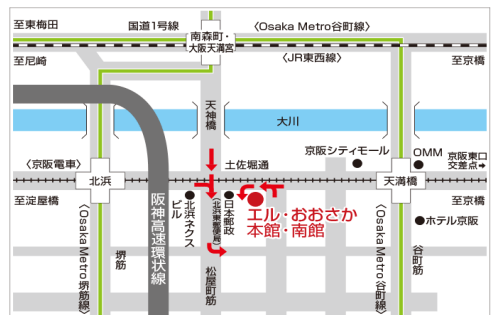 至東梅田
国道1号線
〈Osaka Metro谷町線〉
南森町・
大阪天満宮
〈JR東西線〉
至尼崎
至京橋
天神橋
大川
京阪シティモール
OMM
京阪東口
交差点
〈京阪電車〉
土佐堀通
北浜
天満橋
至淀屋橋
至京橋
阪神高速環状線
北浜ネクス
ビル
日本郵政
(北浜東郵便局)
エル・おおさか
本館・南館
ホテル京阪
〈Osaka Metro堺筋線〉
堺筋
松屋町筋
〈Osaka Metro谷町線〉
谷町筋